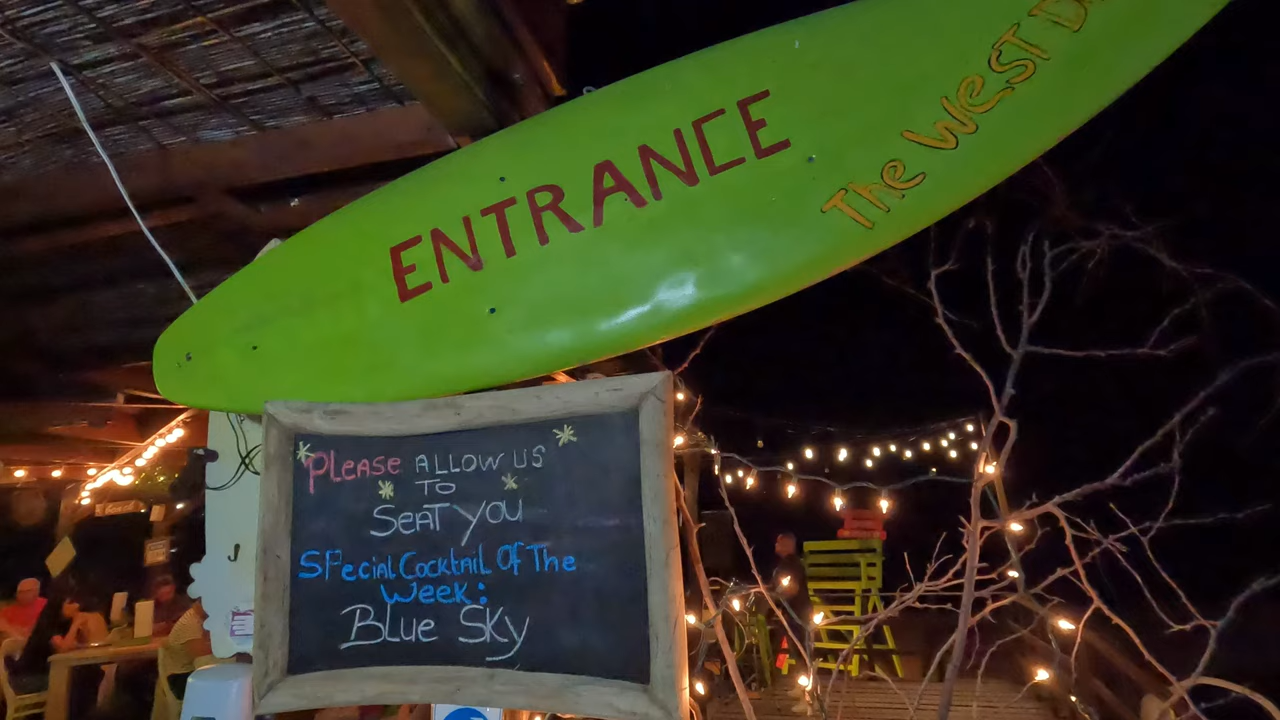 ENTRANCE
The WeST
PLeaSe ALLOW US
TO
SeAT YOU
SPecial Cocktail Of The
Week:
BLue SKy